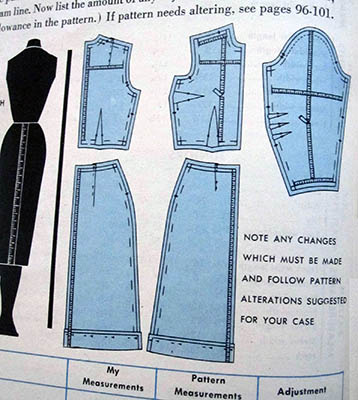 am line. Now list the amount of any
lowance in the pattern.) If pattern needs altering, see pages 96-101.
H
NOTE ANY CHANGES
WHICH MUST BE MADE
AND FOLLOW PATTERN
ALTERATIONS SUGGESTED
FOR YOUR CASE
My
Measurements
Pattern
Measurements
Adjustment